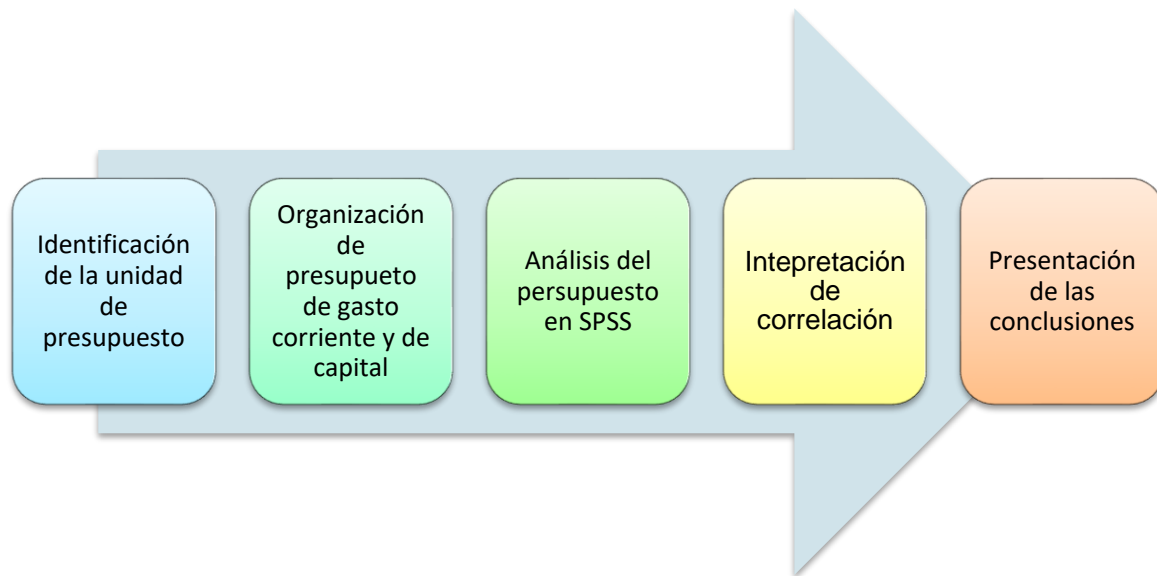 Identificación
de la unidad
de
presupuesto
Organización
de
presupueto
de gasto
corriente y de
capital
Análisis del
persupuesto
en SPSS
Intepretación
de
correlación
Presentación
de las
conclusiones